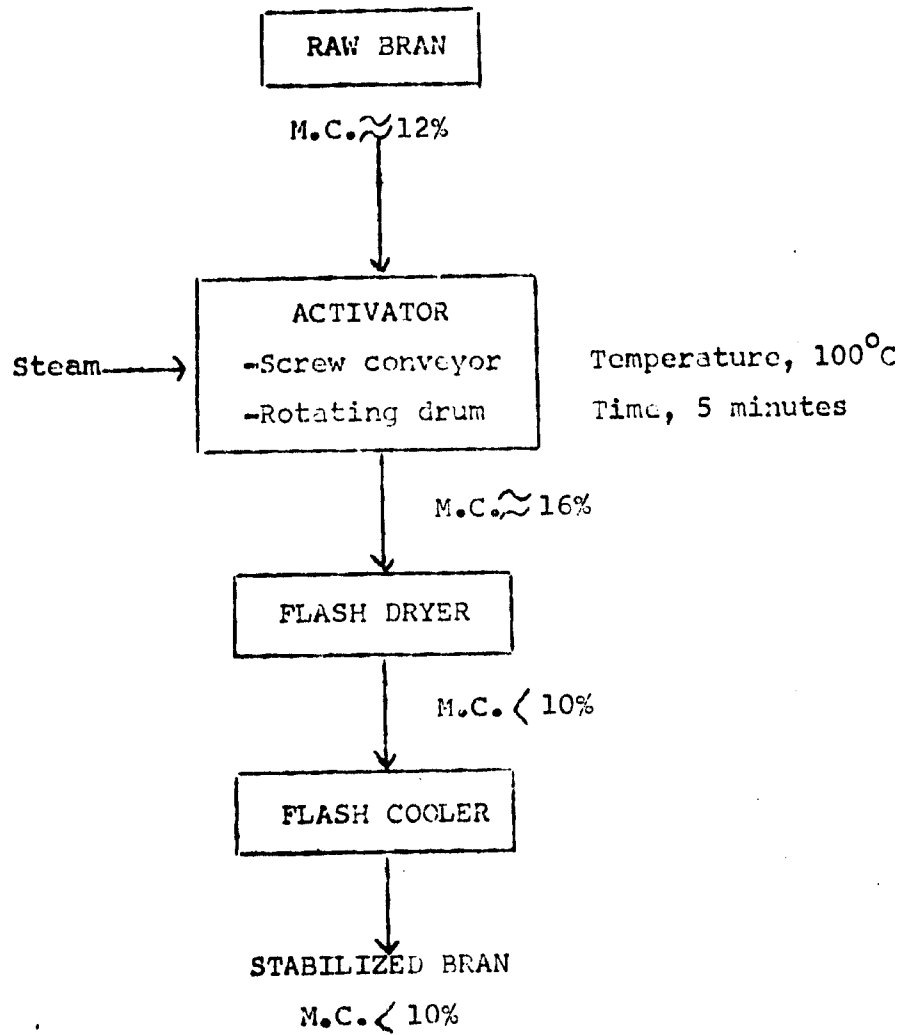 RAW BRAN
M.C.≈12%
ACTIVATOR
Steam
-Screw conveyor
-Rotating drum
Temperature, 100°C
Time, 5 minutes
M.C.≈16%
FLASH DRYER
M.C.< 10%
FLASH COOLER
STABILIZED BRAN
M.C.< 10%